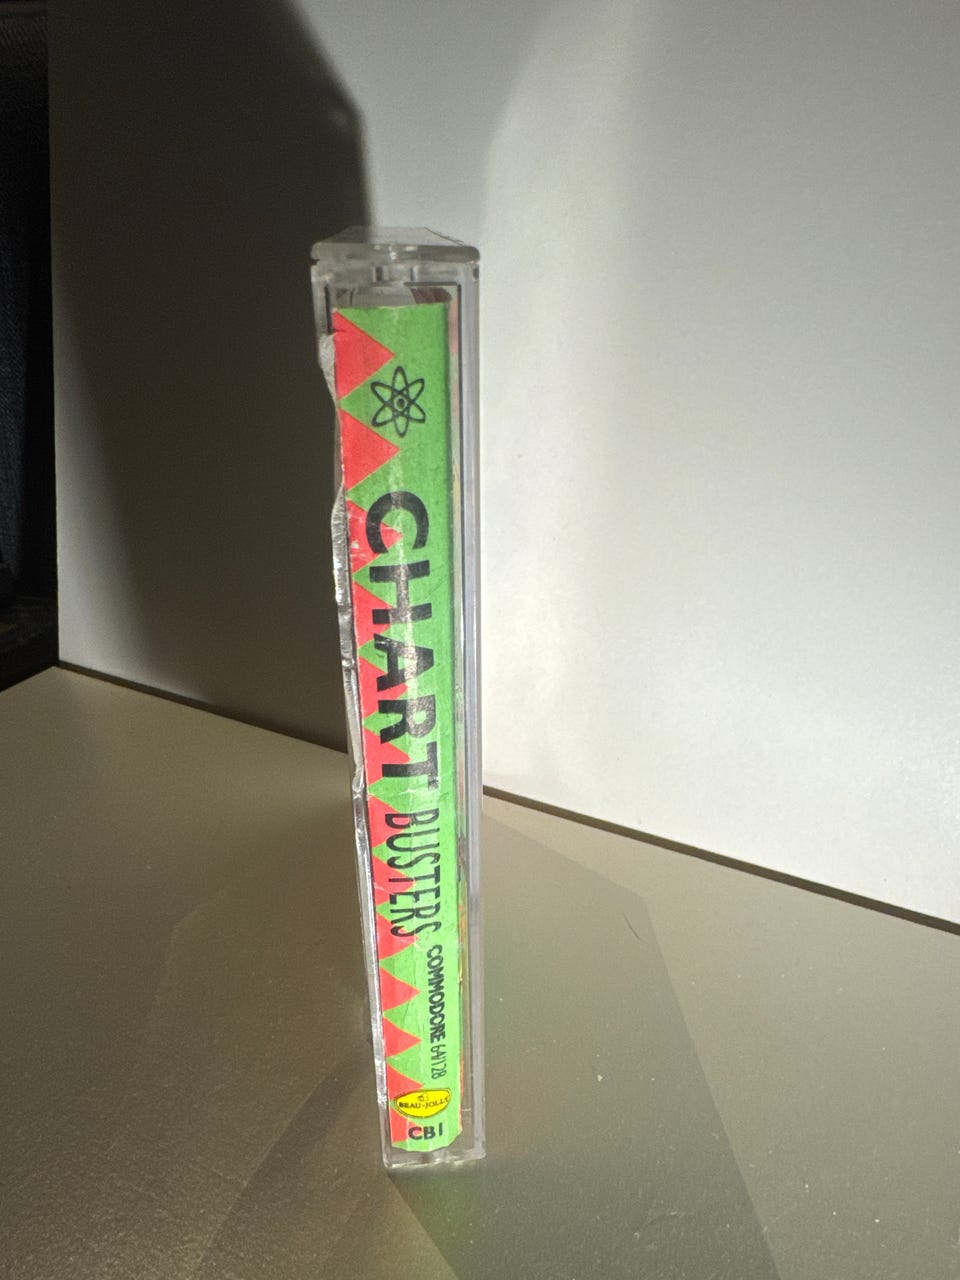 CHART BUSTERS COMMODORE 64/128
BEAU-JOLLY
CB1